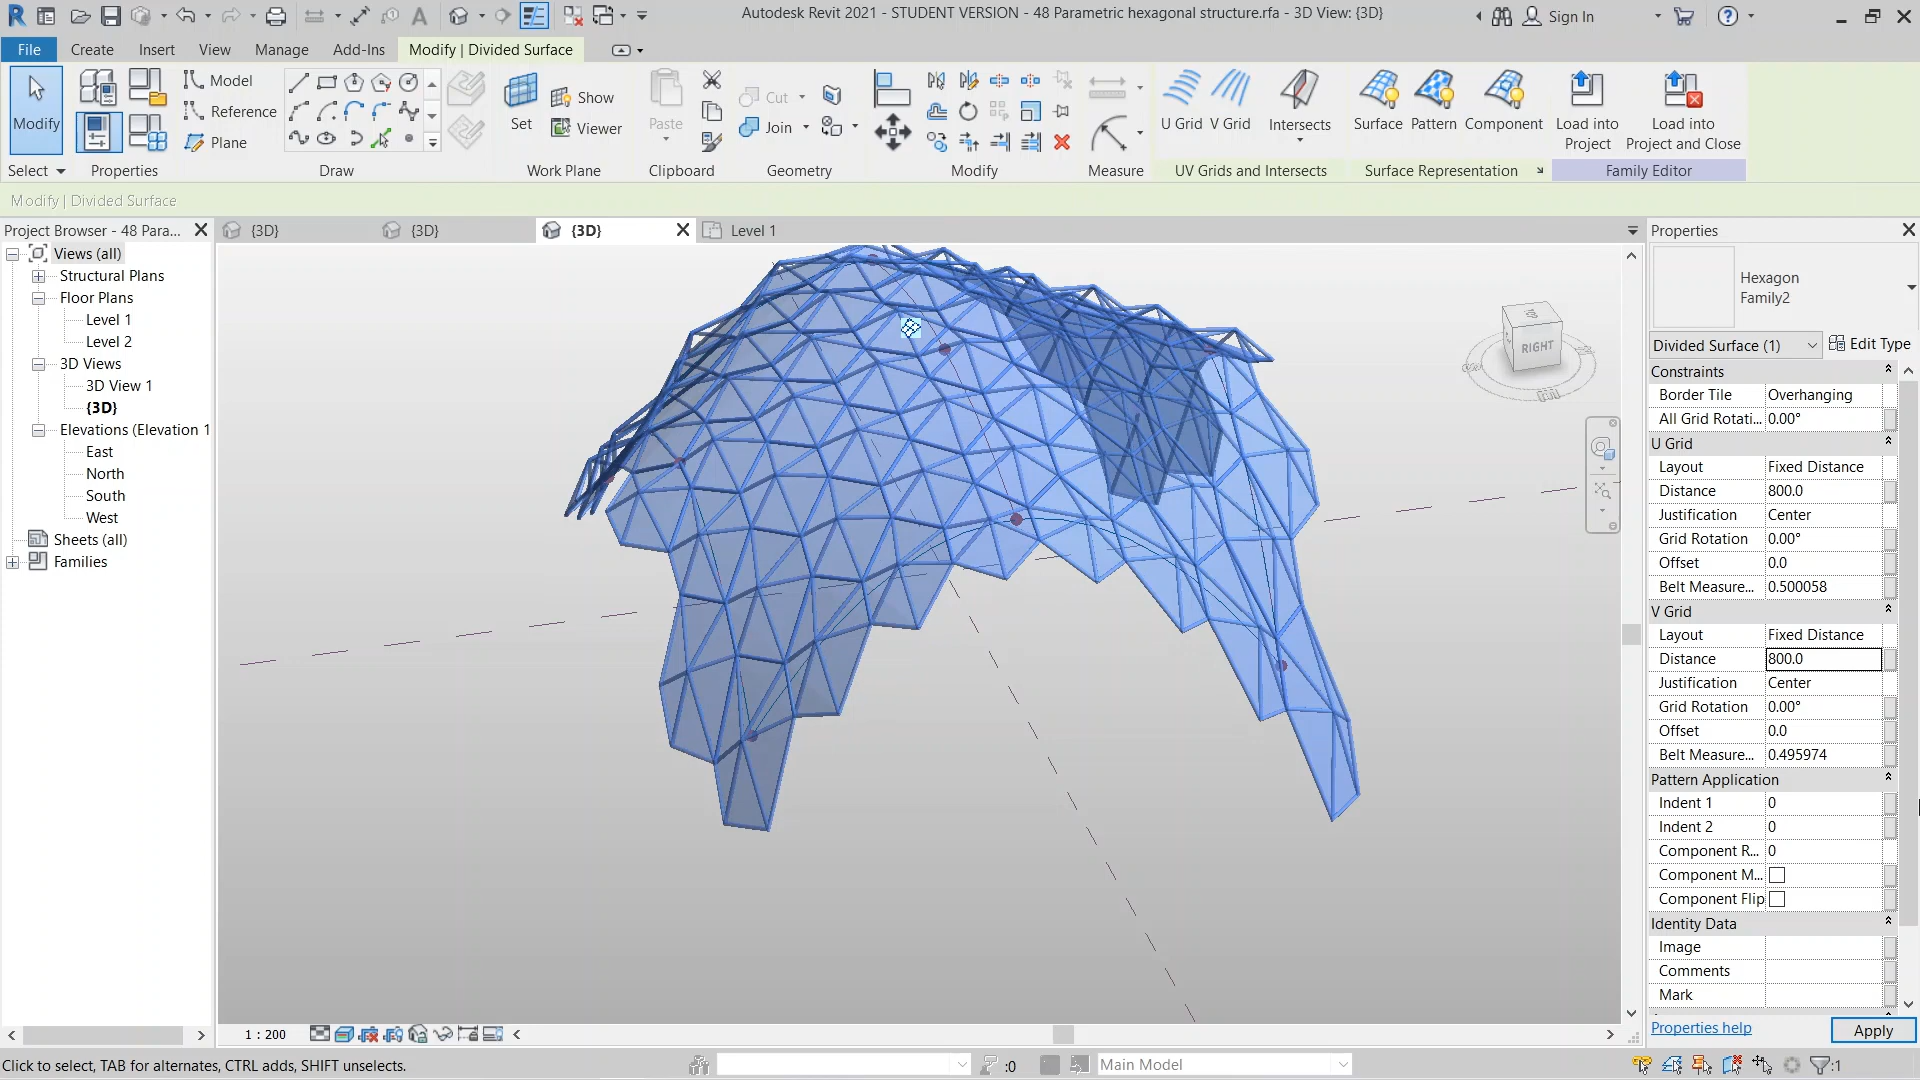 Autodesk Revit 2021 - STUDENT VERSION - 48 Parametric hexagonal structure.rfa - 3D View: {3D}
Sign In
File Create Insert View Manage Add-Ins Modify | Divided Surface
Modify
Model
Reference
Plane
Set
Show
Viewer
Paste
Cut
Join
U Grid V Grid Intersects
Surface Pattern Component
Load into Project
Load into Project and Close
Select Properties Draw Work Plane Clipboard Geometry Modify Measure UV Grids and Intersects Surface Representation Family Editor
Modify | Divided Surface
Project Browser - 48 Para...
{3D} {3D} {3D} Level 1
Views (all)
Structural Plans
Floor Plans
Level 1
Level 2
3D Views
3D View 1
{3D}
Elevations (Elevation 1
East
North
South
West
Sheets (all)
Families
RIGHT
Properties
Hexagon
Family2
Divided Surface (1) Edit Type
Constraints
Border Tile Overhanging
All Grid Rotati... 0.00°
U Grid
Layout Fixed Distance
Distance 800.0
Justification Center
Grid Rotation 0.00°
Offset 0.0
Belt Measure... 0.500058
V Grid
Layout Fixed Distance
Distance 800.0
Justification Center
Grid Rotation 0.00°
Offset 0.0
Belt Measure... 0.495974
Pattern Application
Indent 1 0
Indent 2 0
Component R... 0
Component M...
Component Flip
Identity Data
Image
Comments
Mark
Properties help Apply
1 : 200
Click to select, TAB for alternates, CTRL adds, SHIFT unselects.
:0
Main Model
:1